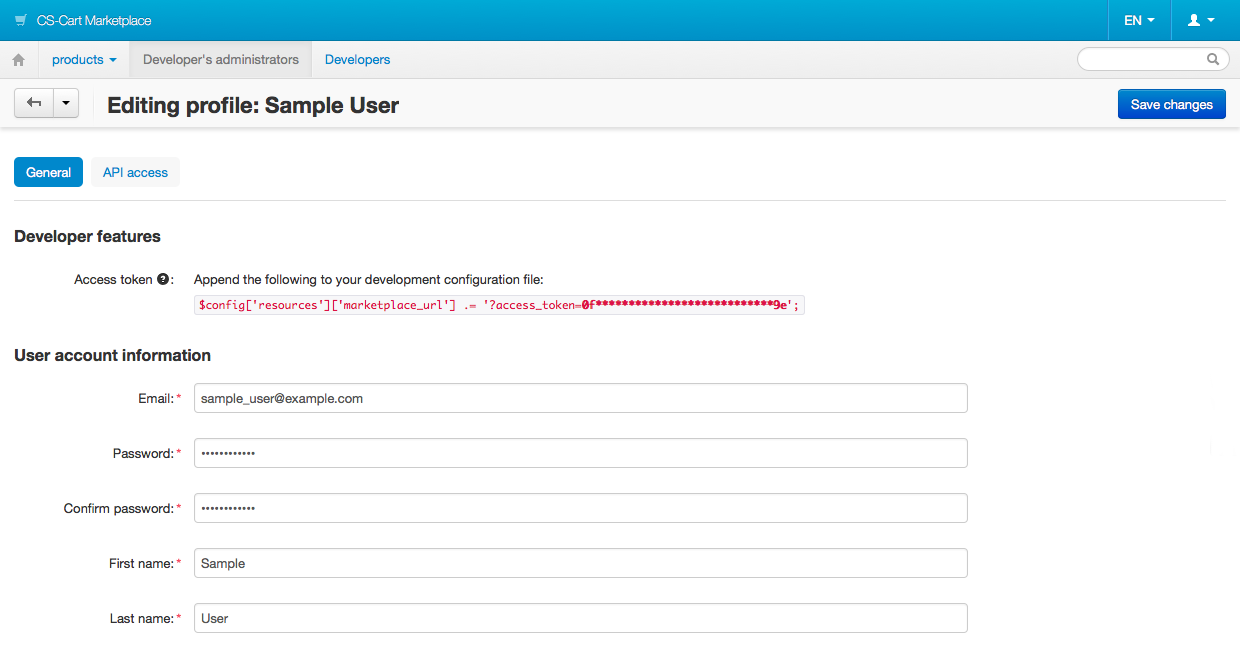 CS-Cart Marketplace EN
products Developer's administrators Developers
Editing profile: Sample User Save changes
General API access
Developer features
Access token ?: Append the following to your development configuration file:
$config['resources']['marketplace_url'] .= '?access_token=0f****************************9e';
User account information
Email:* sample_user@example.com
Password:* ••••••••••••
Confirm password:* ••••••••••••
First name:* Sample
Last name:* User